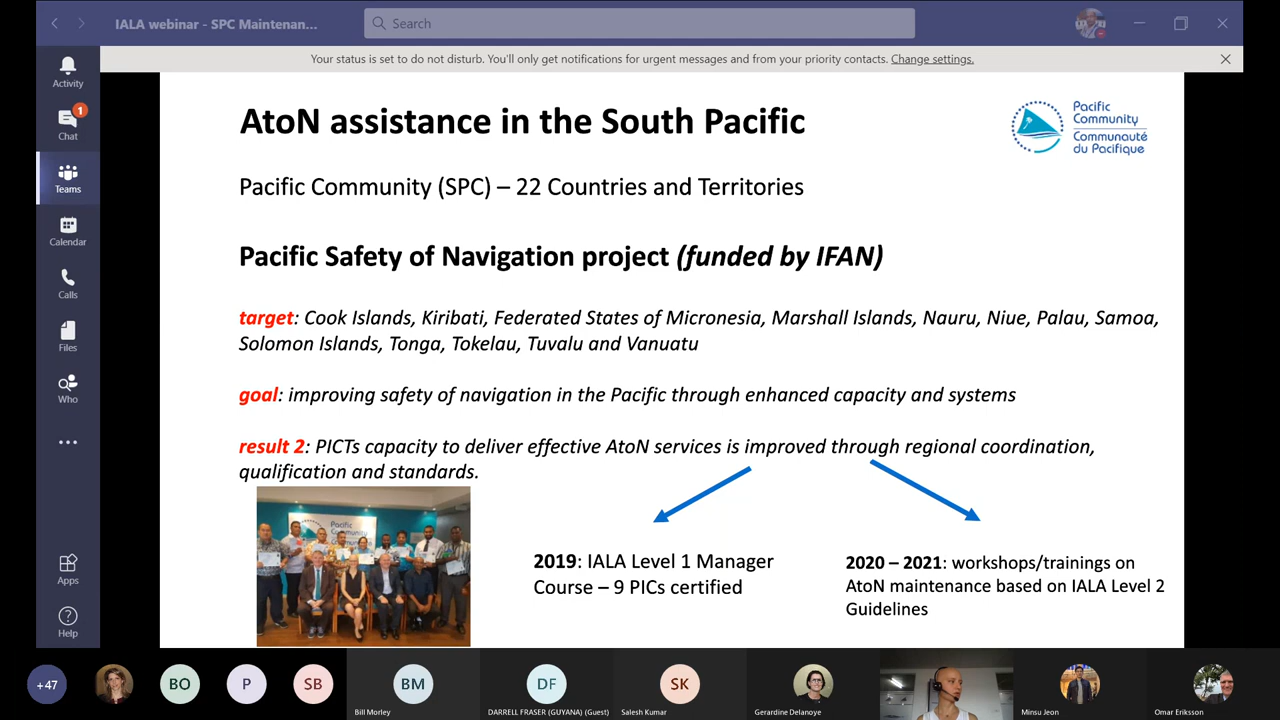 IALA webinar - SPC Maintenan...
Search
Your status is set to do not disturb. You'll only get notifications for urgent messages and from your priority contacts. Change settings.
Activity
1
Chat
Teams
Calendar
Calls
Files
Who
Apps
Help
AtoN assistance in the South Pacific
Pacific
Community
Communauté
du Pacifique
Pacific Community (SPC) – 22 Countries and Territories
Pacific Safety of Navigation project (funded by IFAN)
target: Cook Islands, Kiribati, Federated States of Micronesia, Marshall Islands, Nauru, Niue, Palau, Samoa,
Solomon Islands, Tonga, Tokelau, Tuvalu and Vanuatu
goal: improving safety of navigation in the Pacific through enhanced capacity and systems
result 2: PICTs capacity to deliver effective AtoN services is improved through regional coordination,
qualification and standards.
Pacific
Community
2019: IALA Level 1 Manager
Course – 9 PICs certified
2020 – 2021: workshops/trainings on
AtoN maintenance based on IALA Level 2
Guidelines
+47
BO
P
SB
BM
Bill Morley
DF
DARRELL FRASER (GUYANA) (Guest)
SK
Salesh Kumar
Gerardine Delanoye
Minsu Jeon
Omar Eriksson